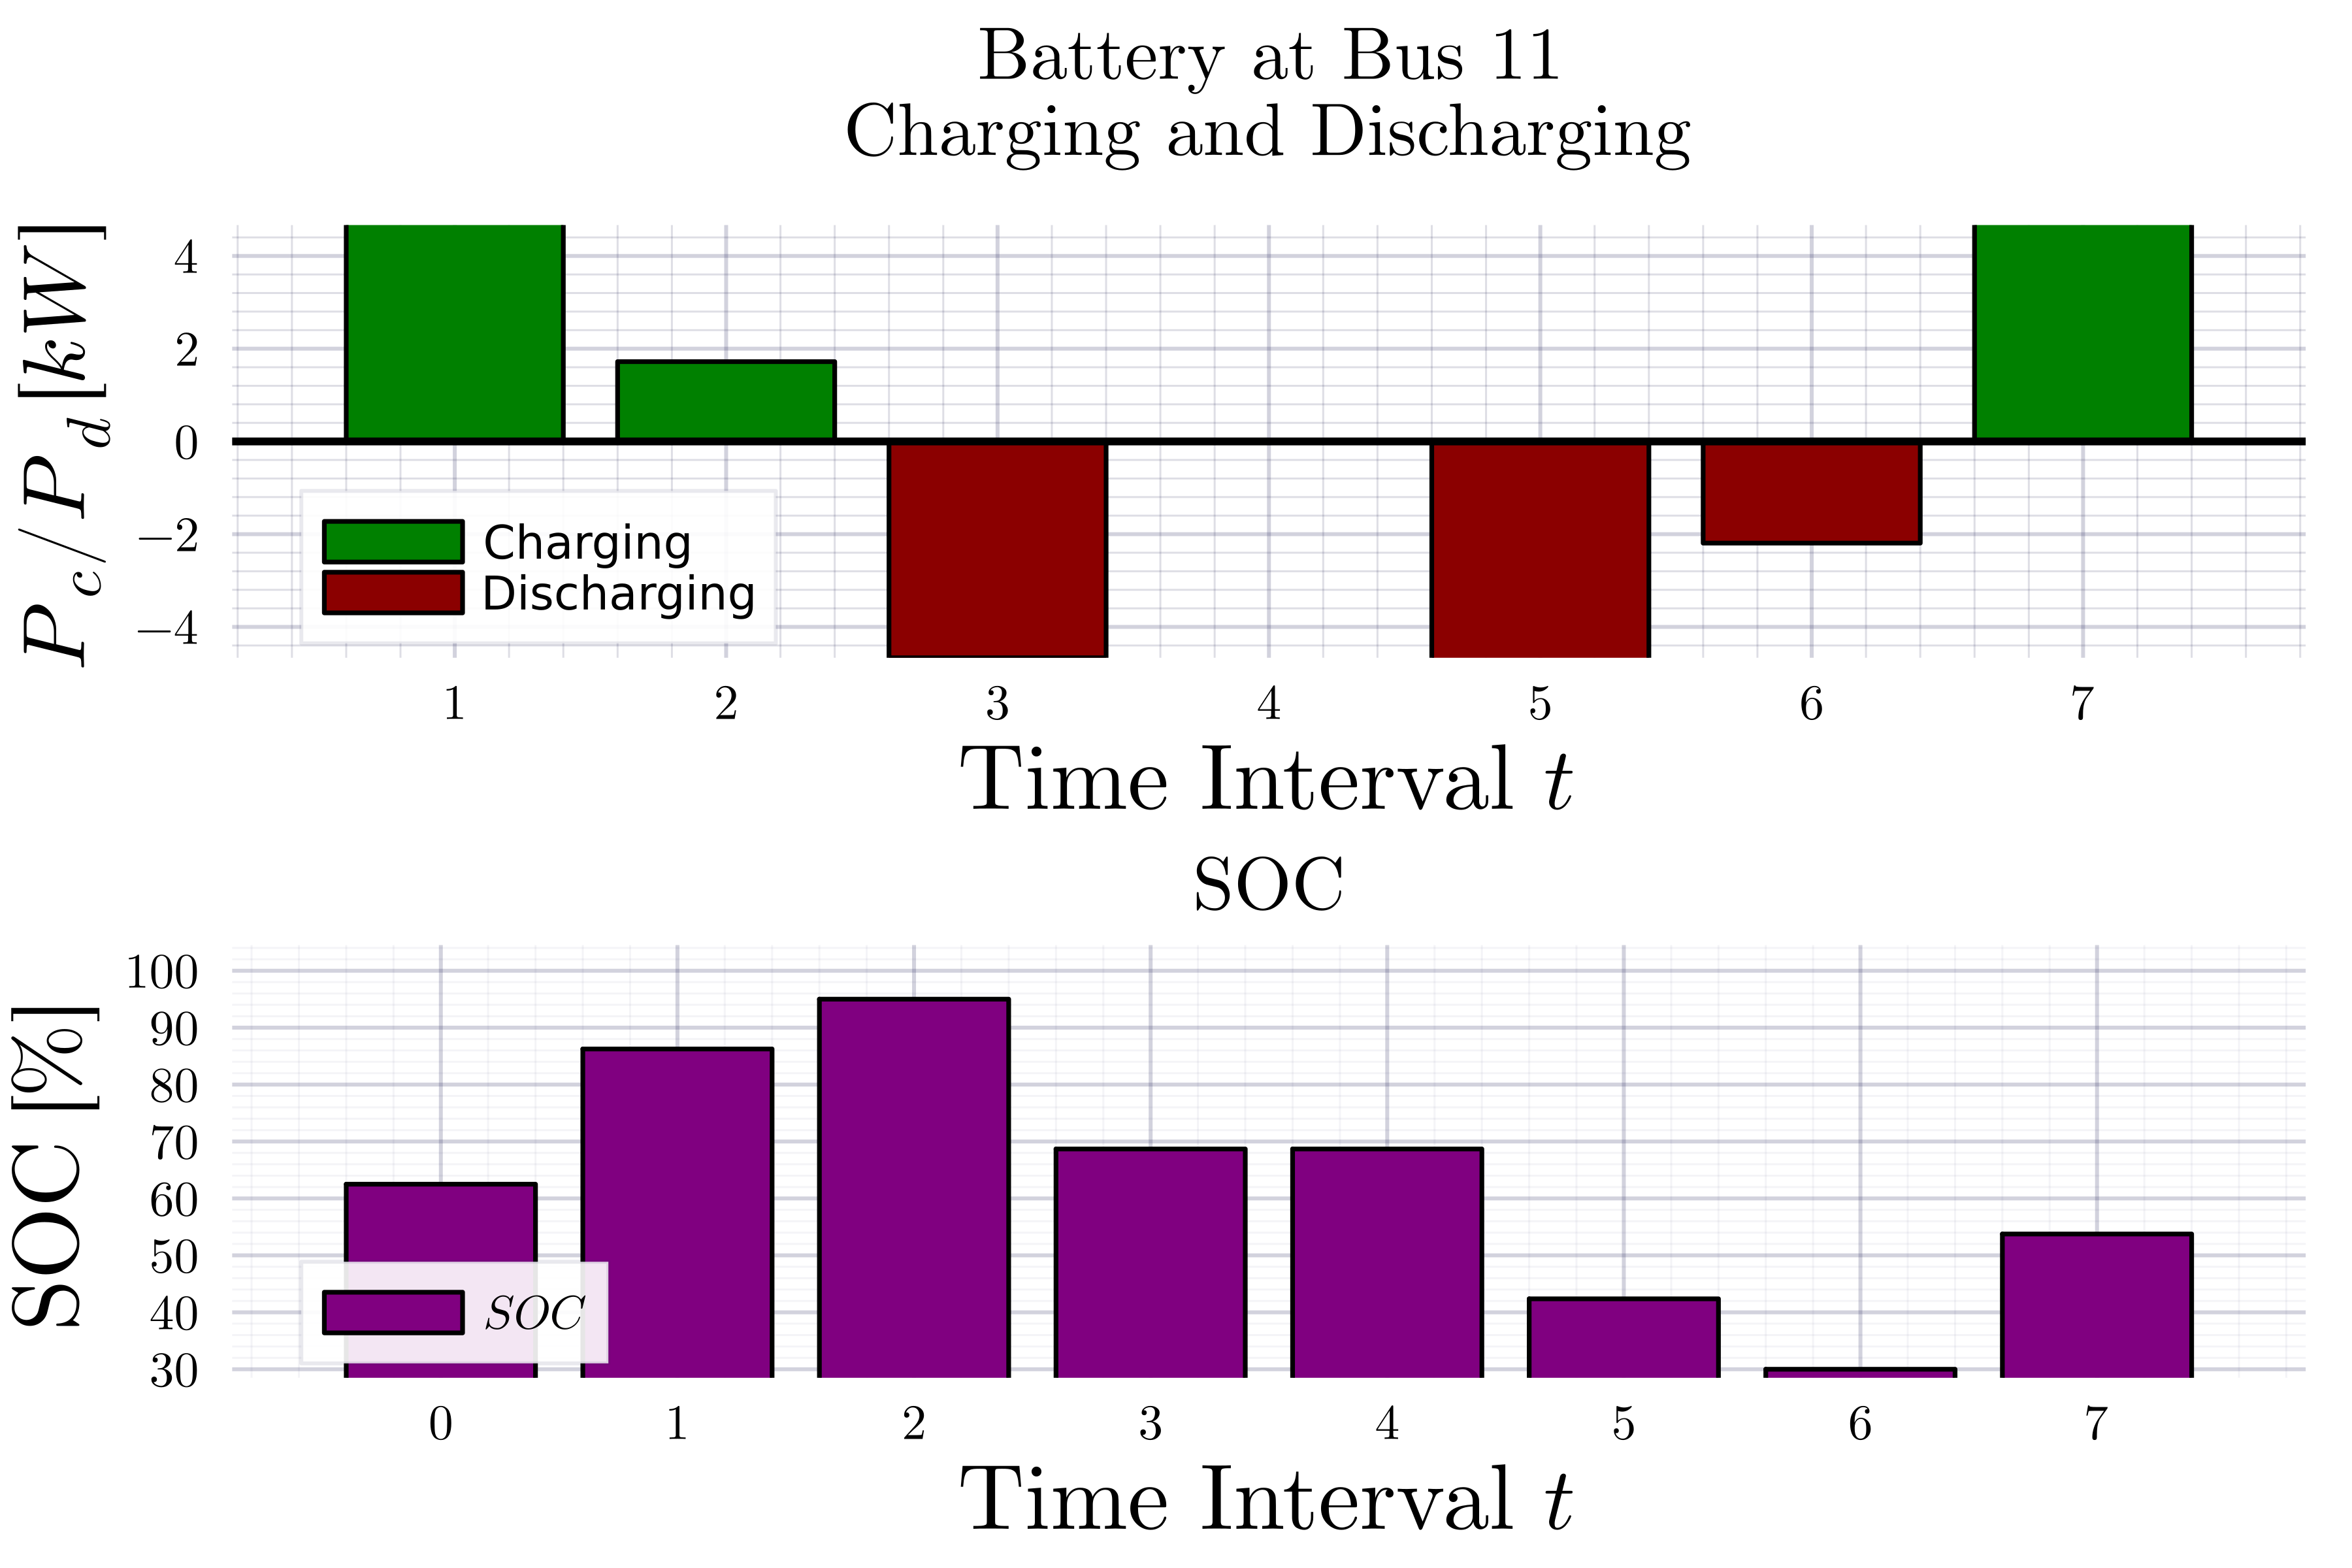 Battery at Bus 11
Charging and Discharging
P_c/P_d [kW]
4
2
0
−2
−4
Charging
Discharging
1 2 3 4 5 6 7
Time Interval t
SOC
SOC [%]
100
90
80
70
60
50
40
30
SOC
0 1 2 3 4 5 6 7
Time Interval t